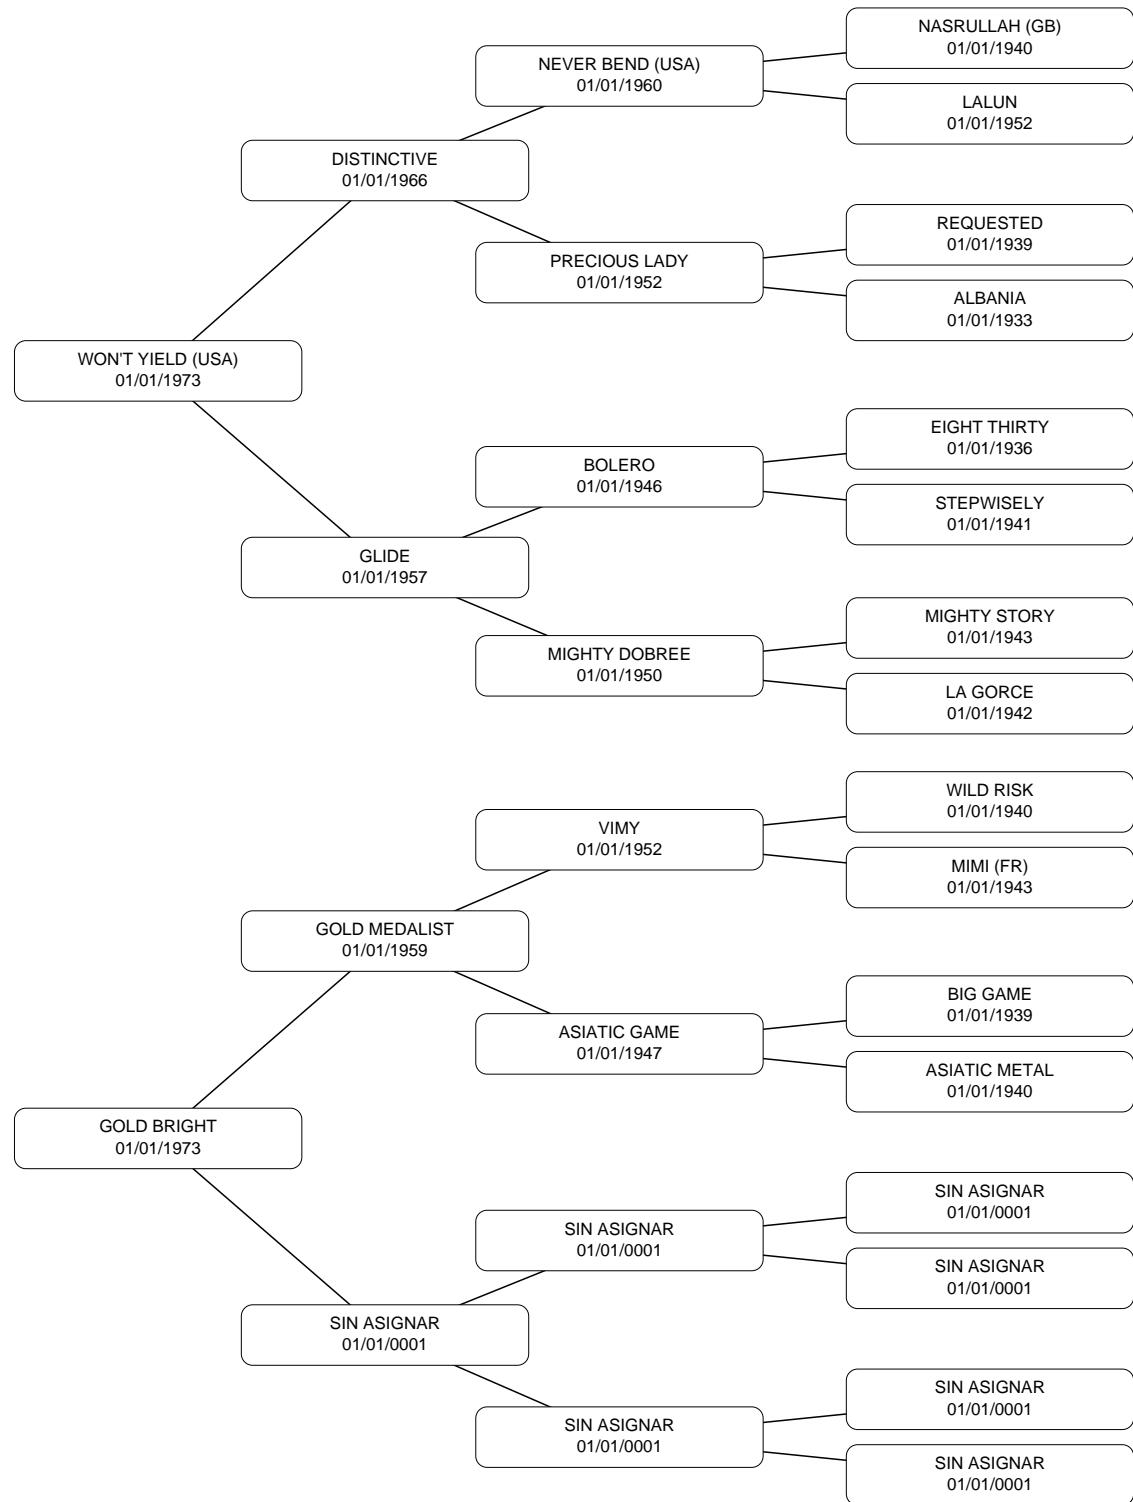 NASRULLAH (GB)
01/01/1940
NEVER BEND (USA)
01/01/1960
LALUN
01/01/1952
DISTINCTIVE
01/01/1966
REQUESTED
01/01/1939
PRECIOUS LADY
01/01/1952
ALBANIA
01/01/1933
WON'T YIELD (USA)
01/01/1973
EIGHT THIRTY
01/01/1936
BOLERO
01/01/1946
STEPWISELY
01/01/1941
GLIDE
01/01/1957
MIGHTY STORY
01/01/1943
MIGHTY DOBREE
01/01/1950
LA GORCE
01/01/1942
WILD RISK
01/01/1940
VIMY
01/01/1952
MIMI (FR)
01/01/1943
GOLD MEDALIST
01/01/1959
BIG GAME
01/01/1939
ASIATIC GAME
01/01/1947
ASIATIC METAL
01/01/1940
GOLD BRIGHT
01/01/1973
SIN ASIGNAR
01/01/0001
SIN ASIGNAR
01/01/0001
SIN ASIGNAR
01/01/0001
SIN ASIGNAR
01/01/0001
SIN ASIGNAR
01/01/0001
SIN ASIGNAR
01/01/0001
SIN ASIGNAR
01/01/0001